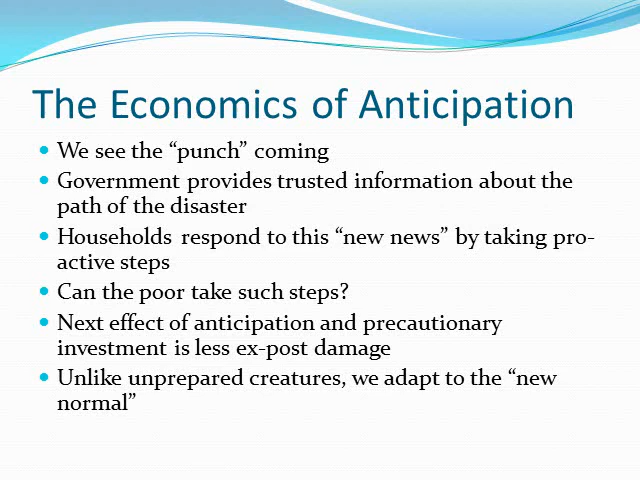 The Economics of Anticipation
• We see the “punch” coming
• Government provides trusted information about the
path of the disaster
• Households respond to this “new news” by taking pro-
active steps
• Can the poor take such steps?
• Next effect of anticipation and precautionary
investment is less ex-post damage
• Unlike unprepared creatures, we adapt to the “new
normal”